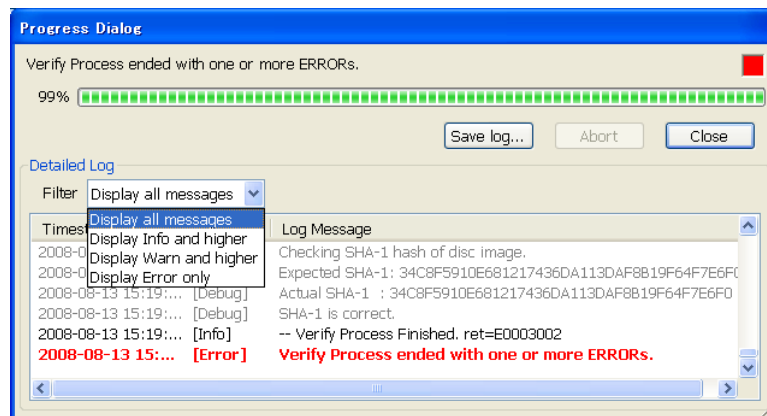 Progress Dialog
Verify Process ended with one or more ERRORs.
99%
Save log... Abort Close
Detailed Log
Filter Display all messages
Display all messages
Display Info and higher
Display Warn and higher
Display Error only
Log Message
Checking SHA-1 hash of disc image.
Expected SHA-1: 34C8F5910E681217436DA113DAF8B19F64F7E6F
2008-08-13 15:19:... [Debug] Actual SHA-1 : 34C8F5910E681217436DA113DAF8B19F64F7E6F0
2008-08-13 15:19:... [Debug] SHA-1 is correct.
2008-08-13 15:19:... [Info] -- Verify Process Finished. ret=E0003002
2008-08-13 15:... [Error] Verify Process ended with one or more ERRORs.